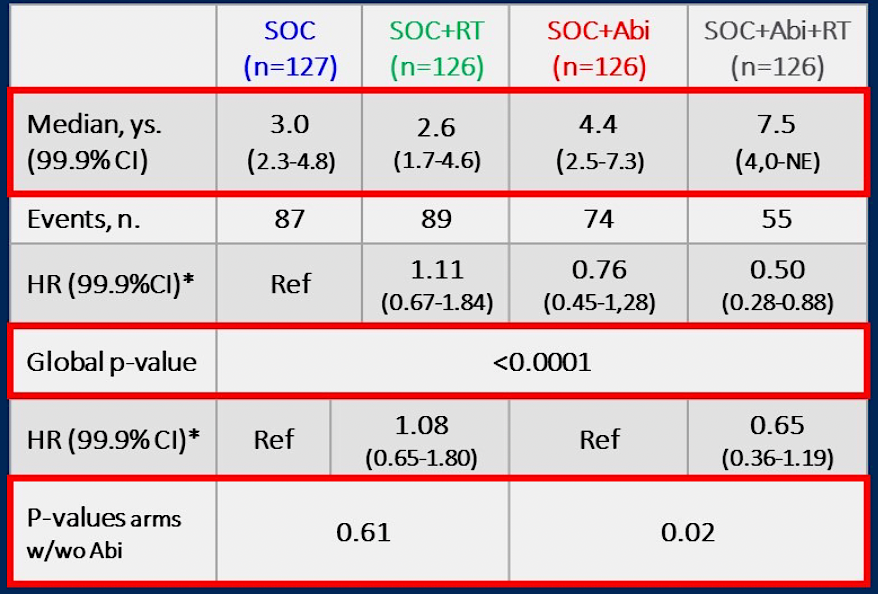 SOC SOC+RT SOC+Abi SOC+Abi+RT
(n=127) (n=126) (n=126) (n=126)
Median, ys. 3.0 2.6 4.4 7.5
(99.9% CI) (2.3-4.8) (1.7-4.6) (2.5-7.3) (4,0-NE)
Events, n. 87 89 74 55
HR (99.9%CI)* Ref 1.11 0.76 0.50
(0.67-1.84) (0.45-1,28) (0.28-0.88)
Global p-value <0.0001
HR (99.9% CI)* Ref 1.08 Ref 0.65
(0.65-1.80) (0.36-1.19)
P-values arms 0.61 0.02
w/wo Abi